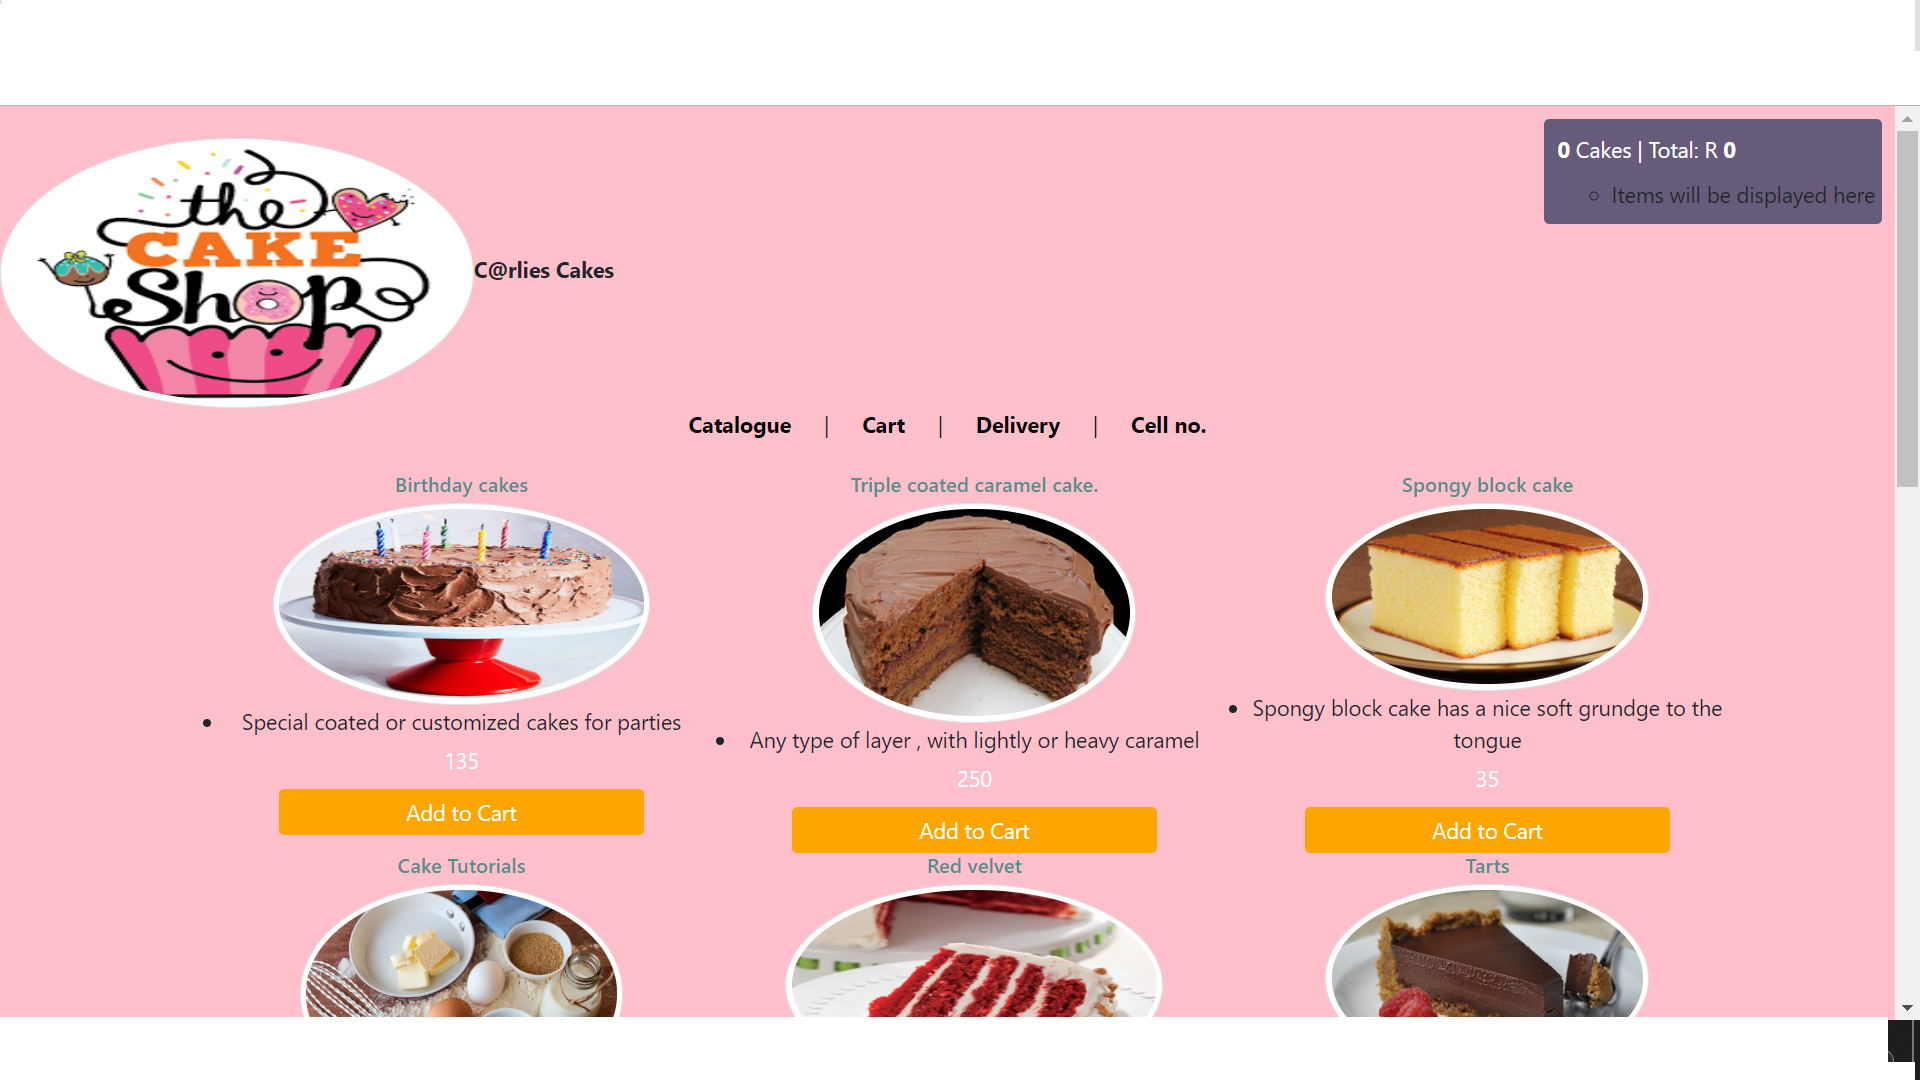 0 Cakes | Total: R 0
Items will be displayed here
the
CAKE
Shop
C@rlies Cakes
Catalogue | Cart | Delivery | Cell no.
Birthday cakes
Special coated or customized cakes for parties
135
Add to Cart
Triple coated caramel cake.
Any type of layer , with lightly or heavy caramel
250
Add to Cart
Spongy block cake
Spongy block cake has a nice soft grundge to the
tongue
35
Add to Cart
Cake Tutorials
Red velvet
Tarts